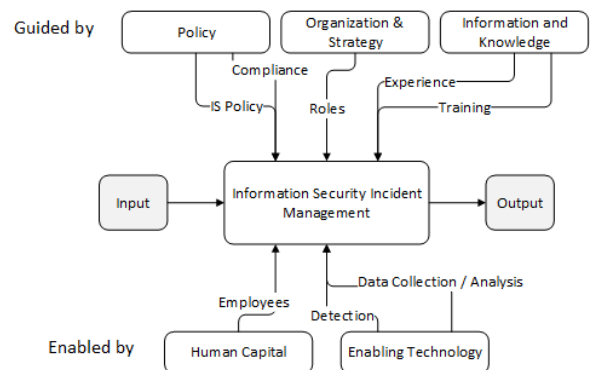 Guided by
Policy
Organization &
Strategy
Information and
Knowledge
Compliance
Experience
IS Policy
Roles
Training
Input
Information Security Incident
Management
Output
Data Collection / Analysis
Employees
Detection
Enabled by
Human Capital
Enabling Technology